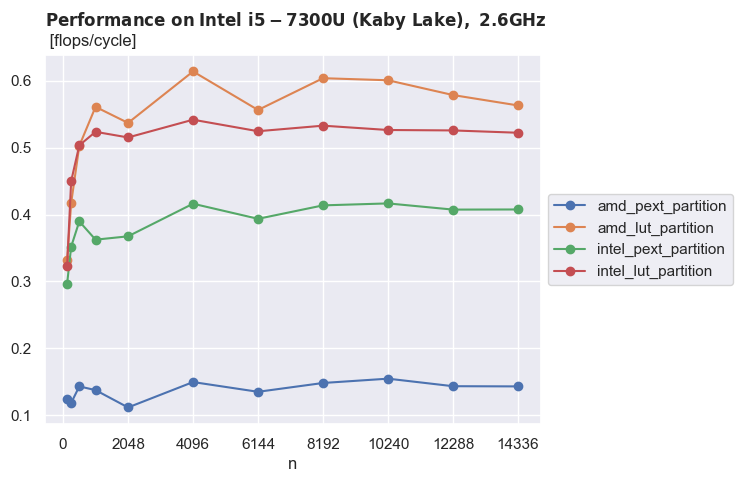 Performance on Intel i5−7300U (Kaby Lake), 2.6GHz
[flops/cycle]
0.6
0.5
0.4
0.3
0.2
0.1
0 2048 4096 6144 8192 10240 12288 14336
n
amd_pext_partition
amd_lut_partition
intel_pext_partition
intel_lut_partition